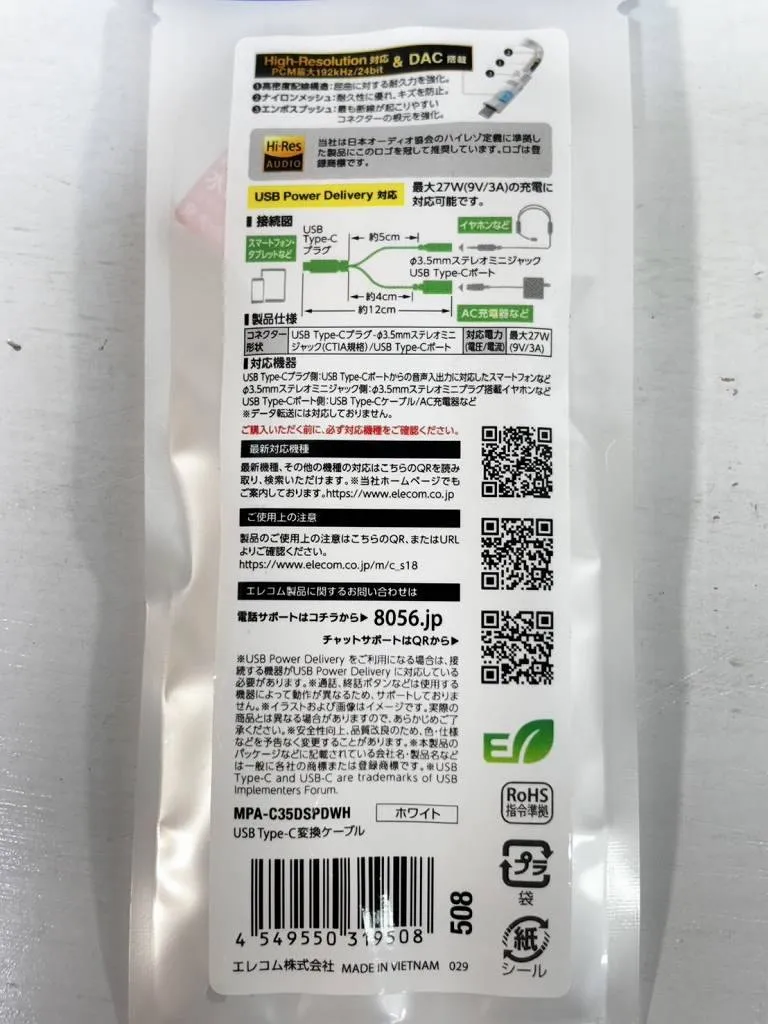 High-Resolution 対応 & DAC 搭載
PCM最大192kHz/24bit
❶高密度配線構造:屈曲に対する耐久力を強化。
❷ナイロンメッシュ:耐久性に優れ、キズを防止。
❸エンボスブッシュ:最も断線が起こりやすい
コネクターの根元を強化。
Hi-Res
AUDIO
当社は日本オーディオ協会のハイレゾ定義に準拠し
た製品にこのロゴを冠して推奨しています。ロゴは登
録商標です。
USB Power Delivery 対応
最大27W(9V/3A)の充電に
対応可能です。
接続図
USB
Type-C
プラグ
スマートフォン・
タブレットなど
約5cm
イヤホンなど
φ3.5mmステレオミニジャック
USB Type-Cポート
約4cm
約12cm
AC充電器など
製品仕様
コネクター
形状
USB Type-Cプラグ-φ3.5mmステレオミニ
ジャック(CTIA規格)/USB Type-Cポート
対応電力
(電圧/電流)
最大27W
(9V/3A)
対応機器
USB Type-Cプラグ側:USB Type-Cポートからの音声入出力に対応したスマートフォンなど
φ3.5mmステレオミニジャック側:φ3.5mmステレオミニプラグ搭載イヤホンなど
USB Type-Cポート側:USB Type-Cケーブル/AC充電器など
※データ転送には対応しておりません。
ご購入いただく前に、必ず対応機種をご確認ください。
最新対応機種
最新機種、その他の機種の対応はこちらのQRを読み
取り、検索いただけます。※当社ホームページでも
ご案内しております。https://www.elecom.co.jp
ご使用上の注意
製品のご使用上の注意はこちらのQR、またはURL
よりご確認ください。
https://www.elecom.co.jp/m/c_s18
エレコム製品に関するお問い合わせは
電話サポートはコチラから▶ 8056.jp
チャットサポートはQRから▶
※USB Power Delivery をご利用になる場合は、接
続する機器がUSB Power Delivery に対応している
必要があります。※通話、終話ボタンなどは使用する
機器によって動作が異なるため、サポートしておりませ
ん。※イラストおよび画像はイメージです。実際の
商品とは異なる場合がありますので、あらかじめご了
承ください。※安全性向上、品質改良のため、色・仕様
などを予告なく変更することがあります。※本製品の
パッケージなどに記載されている会社名・製品名など
は一般に各社の商標または登録商標です。※USB
Type-C and USB-C are trademarks of USB
Implementers Forum.
MPA-C35DSPDWH
ホワイト
USB Type-C変換ケーブル
RoHS
指令準拠
プラ
袋
紙
シール
4 549550 319508
508
エレコム株式会社 MADE IN VIETNAM 029